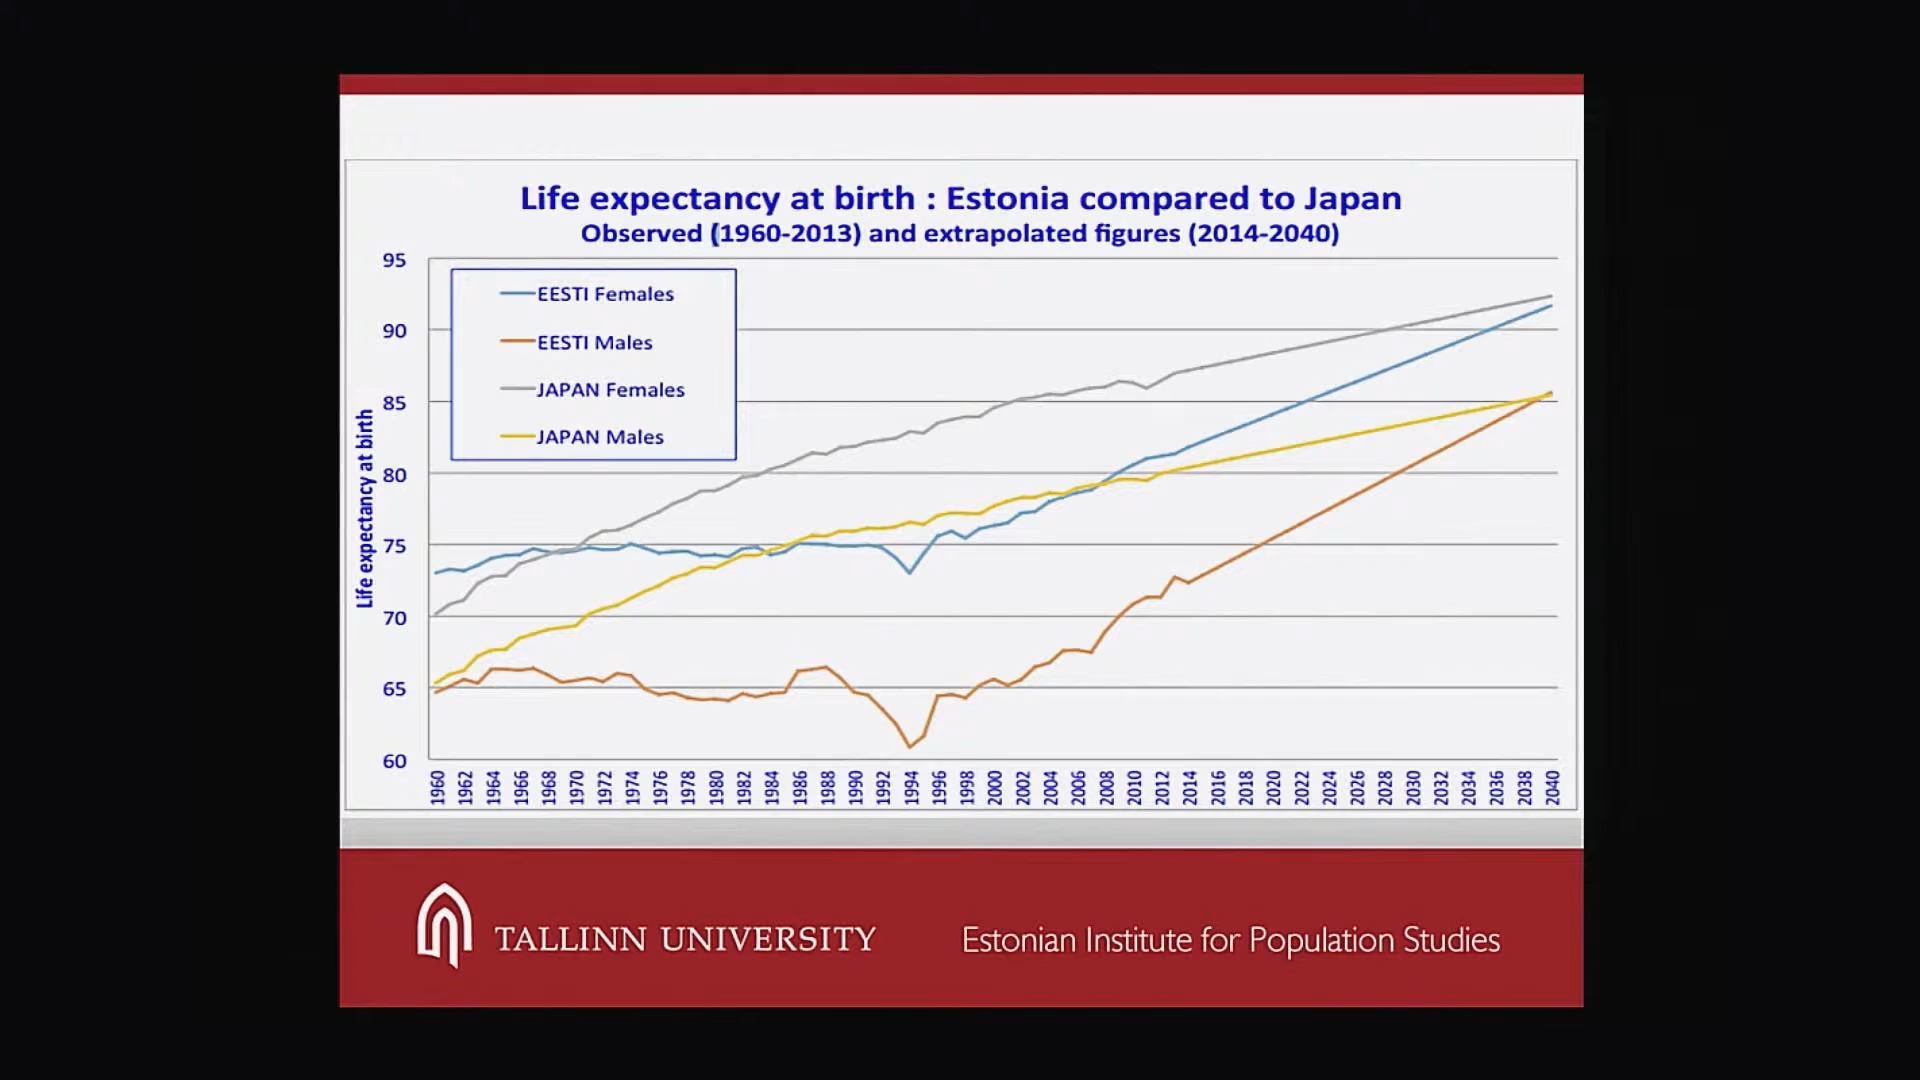 Life expectancy at birth : Estonia compared to Japan
Observed (1960-2013) and extrapolated figures (2014-2040)
EESTI Females
EESTI Males
JAPAN Females
JAPAN Males
Life expectancy at birth
95
90
85
80
75
70
65
60
1960 1962 1964 1966 1968 1970 1972 1974 1976 1978 1980 1982 1984 1986 1988 1990 1992 1994 1996 1998 2000 2002 2004 2006 2008 2010 2012 2014 2016 2018 2020 2022 2024 2026 2028 2030 2032 2034 2036 2038 2040
TALLINN UNIVERSITY
Estonian Institute for Population Studies